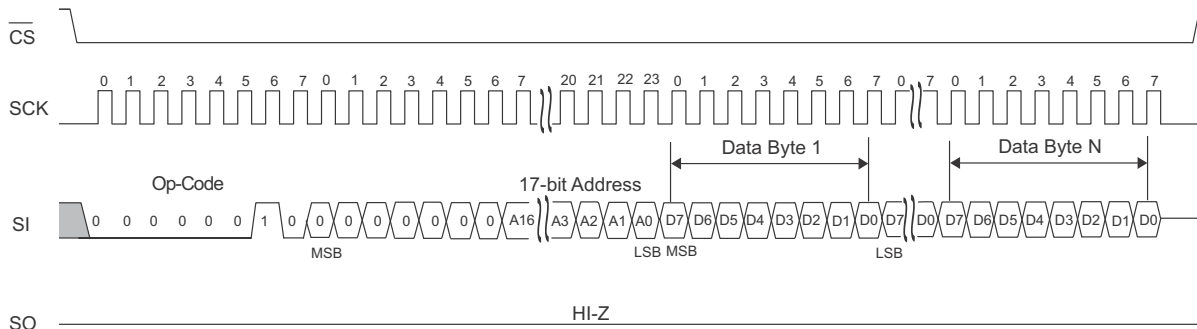 CS
0 1 2 3 4 5 6 7 0 1 2 3 4 5 6 7 20 21 22 23 0 1 2 3 4 5 6 7 0 7 0 1 2 3 4 5 6 7
SCK
Data Byte 1 Data Byte N
Op-Code 17-bit Address
SI 0 0 0 0 0 0 1 0 0 0 0 0 0 0 0 A16 A3 A2 A1 A0 D7 D6 D5 D4 D3 D2 D1 D0 D7 D0 D7 D6 D5 D4 D3 D2 D1 D0
MSB LSB MSB LSB
HI-Z
SO